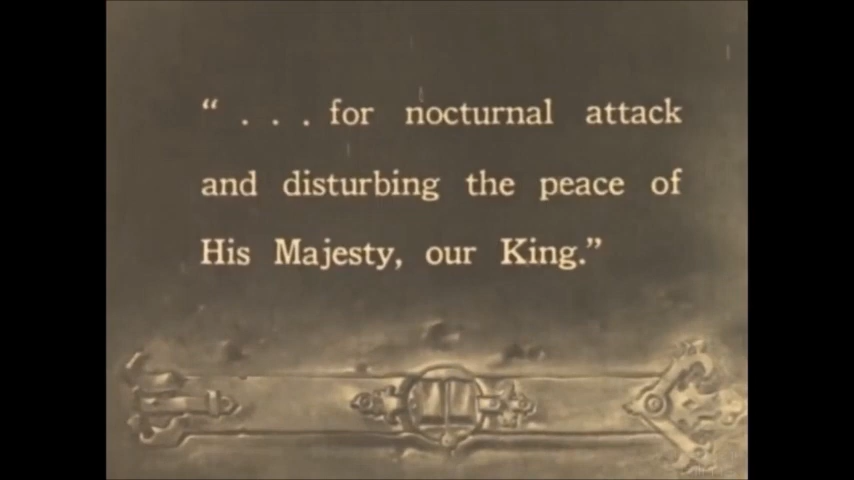 “ . . . for nocturnal attack
and disturbing the peace of
His Majesty, our King.”